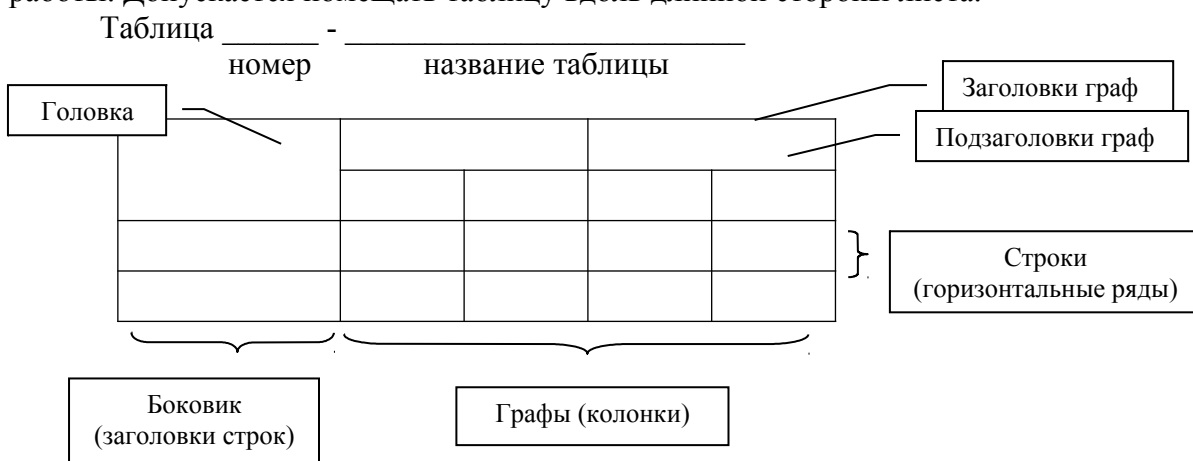 работы. Допускается помещать таблицу вдоль длинной стороны листа.
Таблица ______ - _________________________
номер название таблицы
Заголовки граф
Головка
Подзаголовки граф
Строки
(горизонтальные ряды)
Боковик
(заголовки строк)
Графы (колонки)